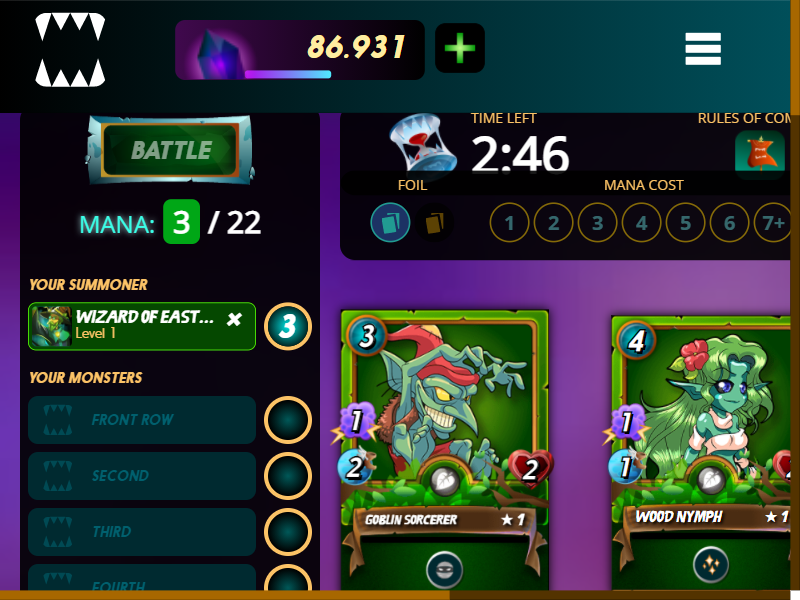 86.931
TIME LEFT
RULES OF COM
BATTLE
2:46
MANA: 3 / 22
FOIL
MANA COST
1 2 3 4 5 6 7+
YOUR SUMMONER
WIZARD OF EAST...
Level 1
3
YOUR MONSTERS
FRONT ROW
SECOND
THIRD
FOURTH
3
1
2
2
GOBLIN SORCERER
★ 1
4
1
1
WOOD NYMPH
★ 1